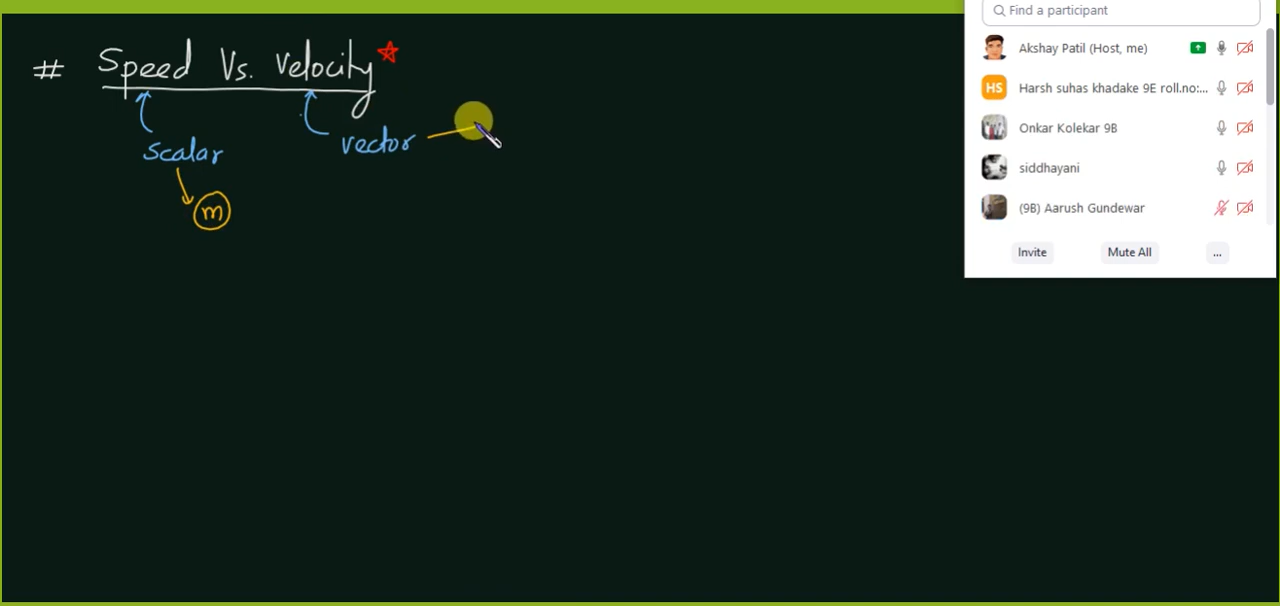 # Speed Vs. Velocity
scalar
vector
m
Find a participant
Akshay Patil (Host, me)
HS Harsh suhas khadake 9E roll.no:...
Onkar Kolekar 9B
siddhayani
(9B) Aarush Gundewar
Invite Mute All ...